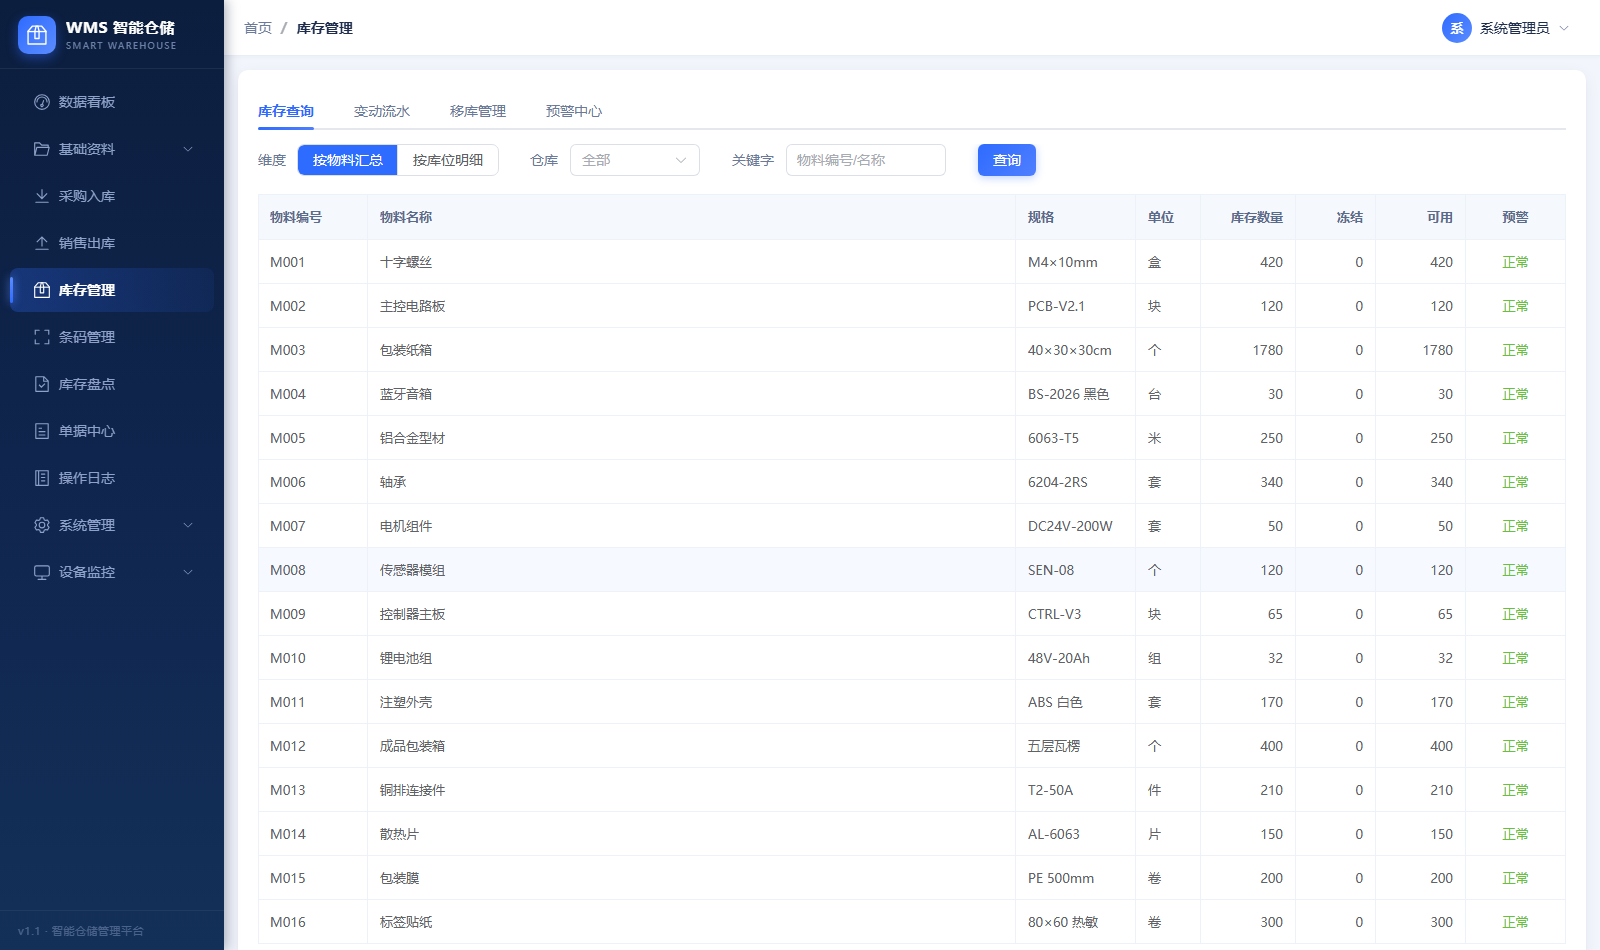 WMS 智能仓储
SMART WAREHOUSE
数据看板
基础资料
采购入库
销售出库
库存管理
条码管理
库存盘点
单据中心
操作日志
系统管理
设备监控
v1.1 · 智能仓储管理平台
首页 / 库存管理
系 系统管理员
库存查询 变动流水 移库管理 预警中心
维度 按物料汇总 按库位明细 仓库 全部 关键字 物料编号/名称 查询
物料编号 物料名称 规格 单位 库存数量 冻结 可用 预警
M001 十字螺丝 M4×10mm 盒 420 0 420 正常
M002 主控电路板 PCB-V2.1 块 120 0 120 正常
M003 包装纸箱 40×30×30cm 个 1780 0 1780 正常
M004 蓝牙音箱 BS-2026 黑色 台 30 0 30 正常
M005 铝合金型材 6063-T5 米 250 0 250 正常
M006 轴承 6204-2RS 套 340 0 340 正常
M007 电机组件 DC24V-200W 套 50 0 50 正常
M008 传感器模组 SEN-08 个 120 0 120 正常
M009 控制器主板 CTRL-V3 块 65 0 65 正常
M010 锂电池组 48V-20Ah 组 32 0 32 正常
M011 注塑外壳 ABS 白色 套 170 0 170 正常
M012 成品包装箱 五层瓦楞 个 400 0 400 正常
M013 铜排连接件 T2-50A 件 210 0 210 正常
M014 散热片 AL-6063 片 150 0 150 正常
M015 包装膜 PE 500mm 卷 200 0 200 正常
M016 标签贴纸 80×60 热敏 卷 300 0 300 正常